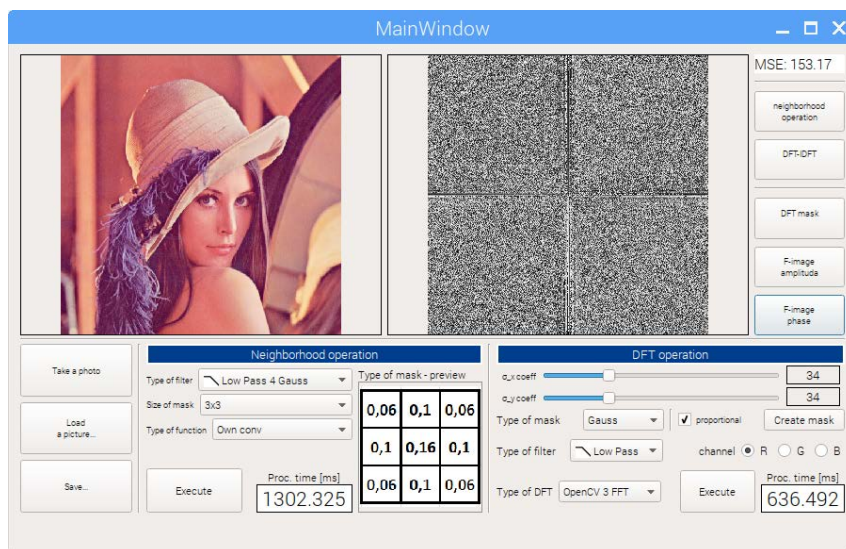 MainWindow
MSE: 153.17
neighborhood
operation
DFT-IDFT
DFT mask
F-image
amplituda
F-image
phase
Take a photo
Load
a picture...
Save...
Neighborhood operation
Type of filter Low Pass 4 Gauss
Size of mask 3x3
Type of function Own conv
Execute
Proc. time [ms]
1302.325
Type of mask - preview
0,06 0,1 0,06
0,1 0,16 0,1
0,06 0,1 0,06
DFT operation
σ_x coeff 34
σ_y coeff 34
Type of mask Gauss proportional Create mask
Type of filter Low Pass channel R G B
Type of DFT OpenCV 3 FFT Execute
Proc. time [ms]
636.492